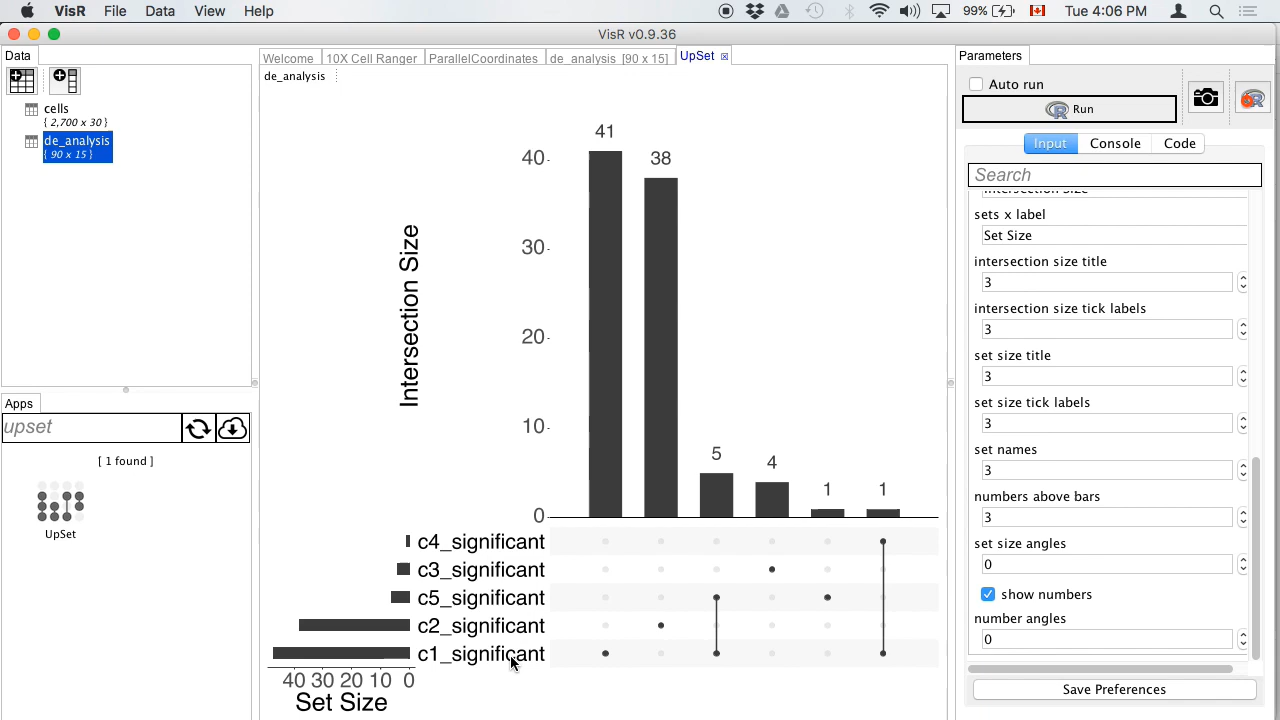 VisR File Data View Help
99% Tue 4:06 PM
VisR v0.9.36
Data
cells
{ 2,700 x 30 }
de_analysis
{ 90 x 15 }
Apps
upset
[ 1 found ]
UpSet
Welcome 10X Cell Ranger ParallelCoordinates de_analysis [90 x 15] UpSet
de_analysis
Intersection Size
40
30
20
10
0
41
38
5
4
1
1
c4_significant
c3_significant
c5_significant
c2_significant
c1_significant
40 30 20 10 0
Set Size
Parameters
Auto run
Run
Input Console Code
Search
Intersection Size
sets x label
Set Size
intersection size title
3
intersection size tick labels
3
set size title
3
set size tick labels
3
set names
3
numbers above bars
3
set size angles
0
show numbers
number angles
0
Save Preferences